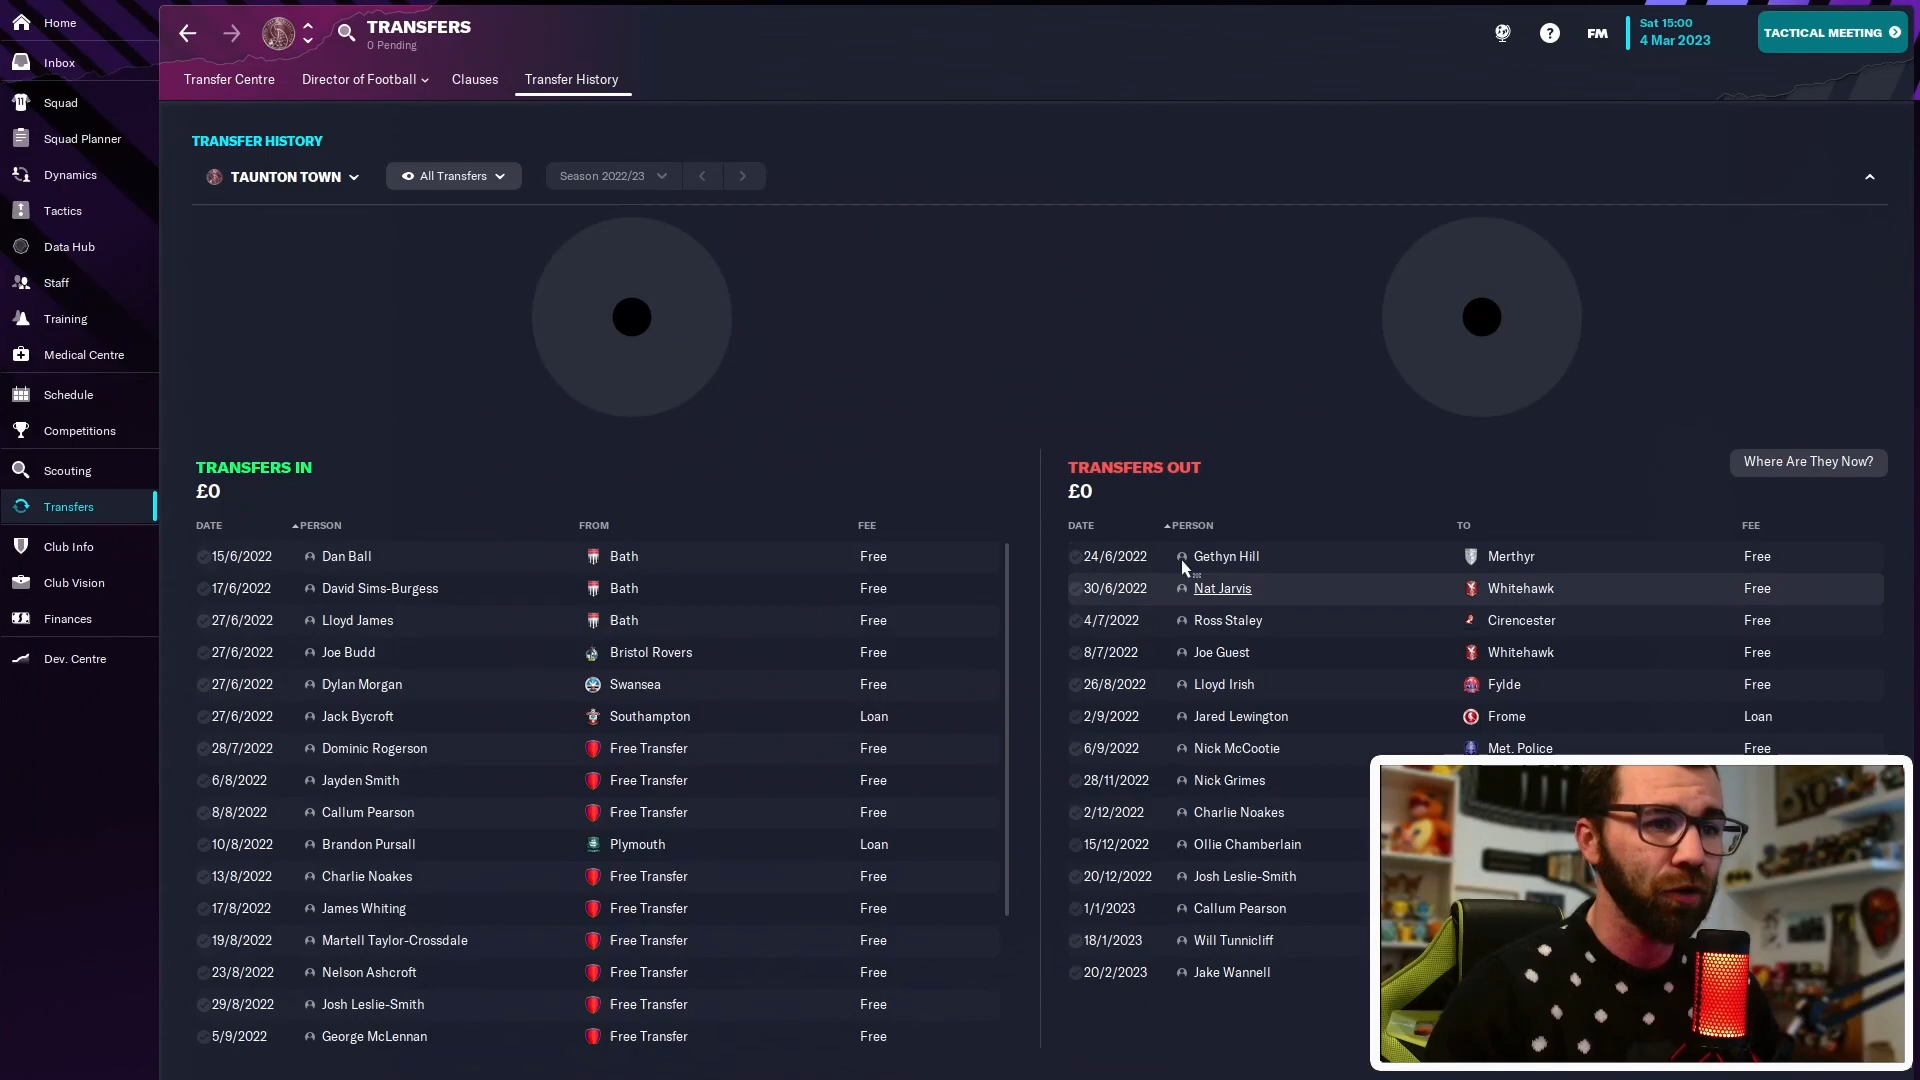 Home
TRANSFERS
0 Pending
FM
Sat 15:00
4 Mar 2023
TACTICAL MEETING
Inbox
Transfer Centre
Director of Football
Clauses
Transfer History
Squad
Squad Planner
Dynamics
Tactics
Data Hub
Staff
Training
Medical Centre
Schedule
Competitions
Scouting
Transfers
Club Info
Club Vision
Finances
Dev. Centre
TRANSFER HISTORY
TAUNTON TOWN
All Transfers
Season 2022/23
TRANSFERS IN
£0
DATE PERSON FROM FEE
15/6/2022 Dan Ball Bath Free
17/6/2022 David Sims-Burgess Bath Free
27/6/2022 Lloyd James Bath Free
27/6/2022 Joe Budd Bristol Rovers Free
27/6/2022 Dylan Morgan Swansea Free
27/6/2022 Jack Bycroft Southampton Loan
28/7/2022 Dominic Rogerson Free Transfer Free
6/8/2022 Jayden Smith Free Transfer Free
8/8/2022 Callum Pearson Free Transfer Free
10/8/2022 Brandon Pursall Plymouth Loan
13/8/2022 Charlie Noakes Free Transfer Free
17/8/2022 James Whiting Free Transfer Free
19/8/2022 Martell Taylor-Crossdale Free Transfer Free
23/8/2022 Nelson Ashcroft Free Transfer Free
29/8/2022 Josh Leslie-Smith Free Transfer Free
5/9/2022 George McLennan Free Transfer Free
TRANSFERS OUT
£0
Where Are They Now?
DATE PERSON TO FEE
24/6/2022 Gethyn Hill Merthyr Free
30/6/2022 Nat Jarvis Whitehawk Free
4/7/2022 Ross Staley Cirencester Free
8/7/2022 Joe Guest Whitehawk Free
26/8/2022 Lloyd Irish Fylde Free
2/9/2022 Jared Lewington Frome Loan
6/9/2022 Nick McCootie Met. Police Free
28/11/2022 Nick Grimes
2/12/2022 Charlie Noakes
15/12/2022 Ollie Chamberlain
20/12/2022 Josh Leslie-Smith
1/1/2023 Callum Pearson
18/1/2023 Will Tunnicliff
20/2/2023 Jake Wannell